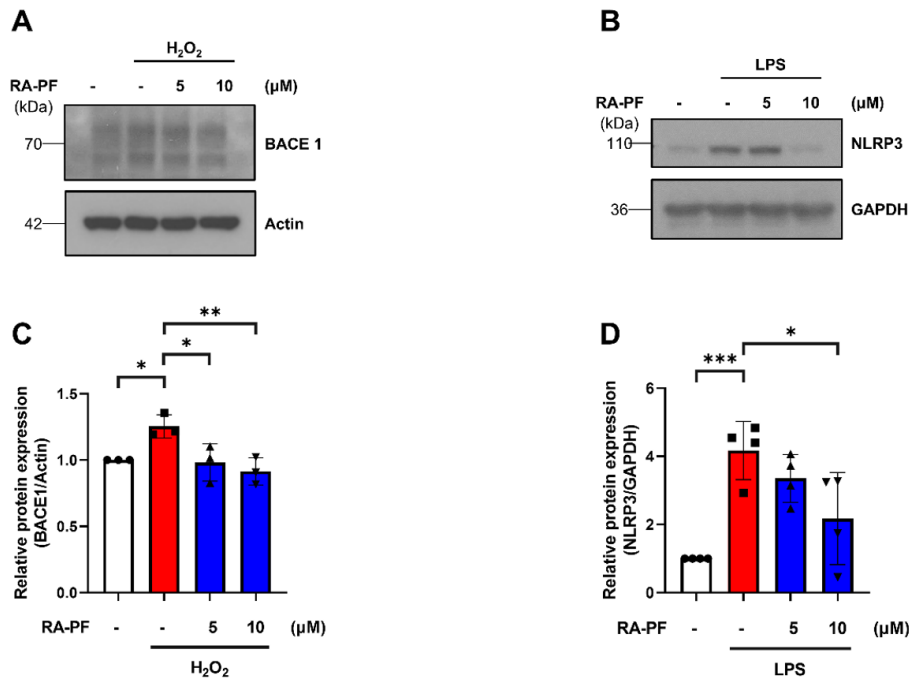 A
H₂O₂
RA-PF - - 5 10 (µM)
(kDa)
70
BACE 1
42
Actin
B
LPS
RA-PF - - 5 10 (µM)
(kDa)
110
NLRP3
36
GAPDH
C
**
*
*
Relative protein expression
(BACE1/Actin)
1.5
1.0
0.5
0.0
RA-PF - - 5 10 (µM)
H₂O₂
D
*
***
Relative protein expression
(NLRP3/GAPDH)
6
4
2
0
RA-PF - - 5 10 (µM)
LPS